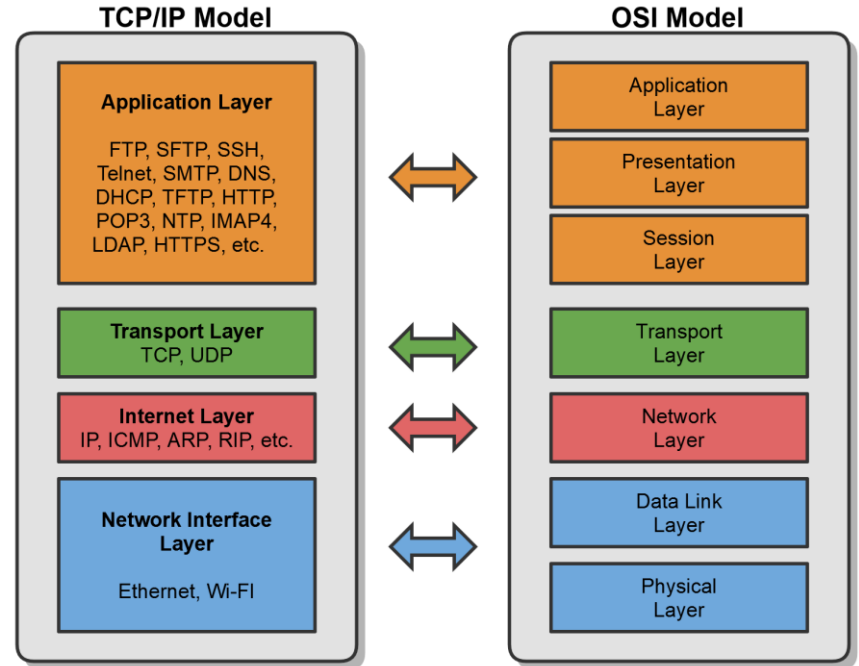 TCP/IP Model
Application Layer
FTP, SFTP, SSH,
Telnet, SMTP, DNS,
DHCP, TFTP, HTTP,
POP3, NTP, IMAP4,
LDAP, HTTPS, etc.
Transport Layer
TCP, UDP
Internet Layer
IP, ICMP, ARP, RIP, etc.
Network Interface
Layer
Ethernet, Wi-FI
OSI Model
Application
Layer
Presentation
Layer
Session
Layer
Transport
Layer
Network
Layer
Data Link
Layer
Physical
Layer